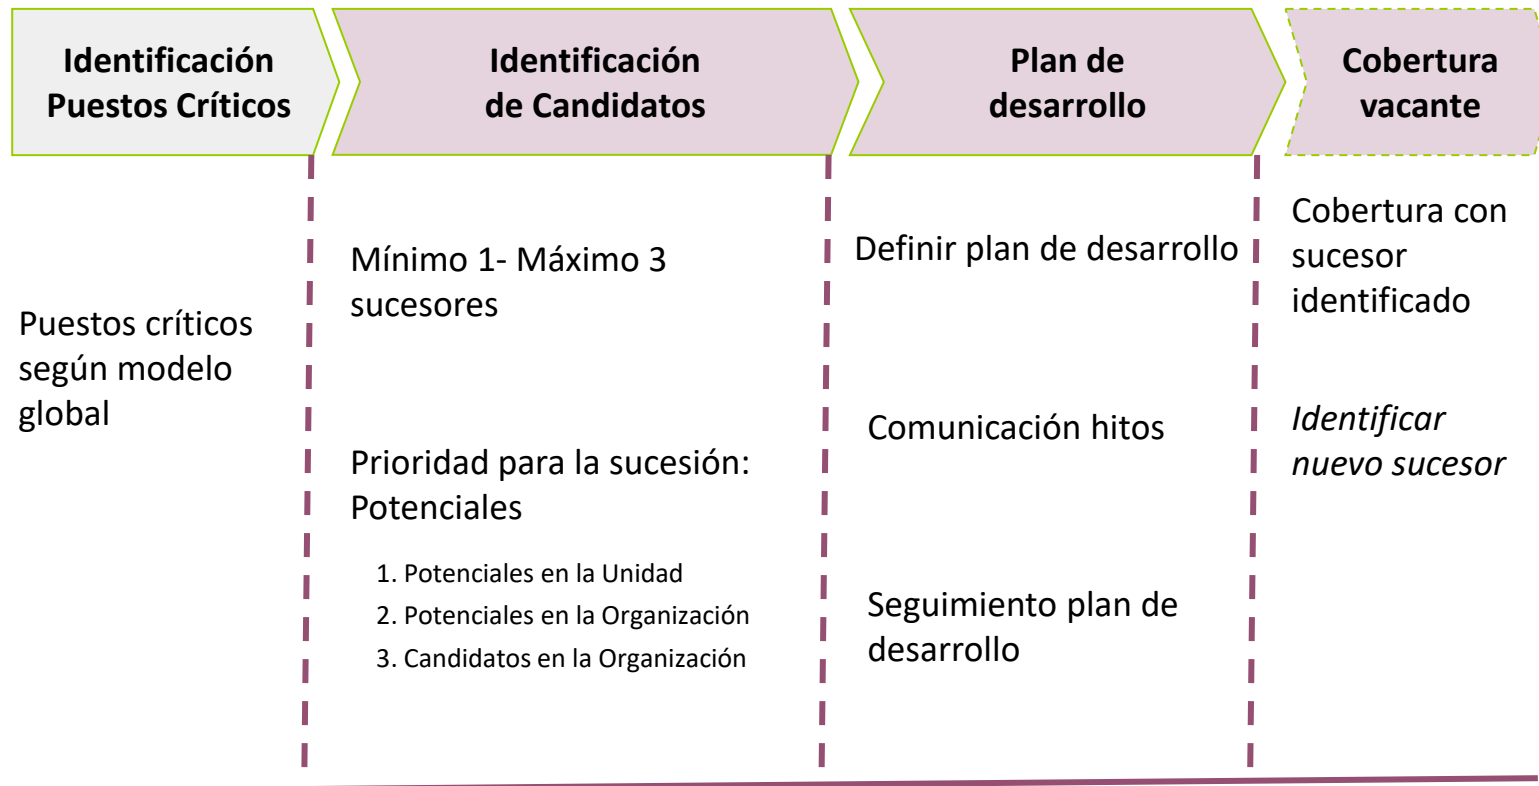 Identificación
Puestos Críticos
Identificación
de Candidatos
Plan de
desarrollo
Cobertura
vacante
Puestos críticos
según modelo
global
Mínimo 1- Máximo 3
sucesores
Prioridad para la sucesión:
Potenciales
1. Potenciales en la Unidad
2. Potenciales en la Organización
3. Candidatos en la Organización
Definir plan de desarrollo
Comunicación hitos
Seguimiento plan de
desarrollo
Cobertura con
sucesor
identificado
Identificar
nuevo sucesor